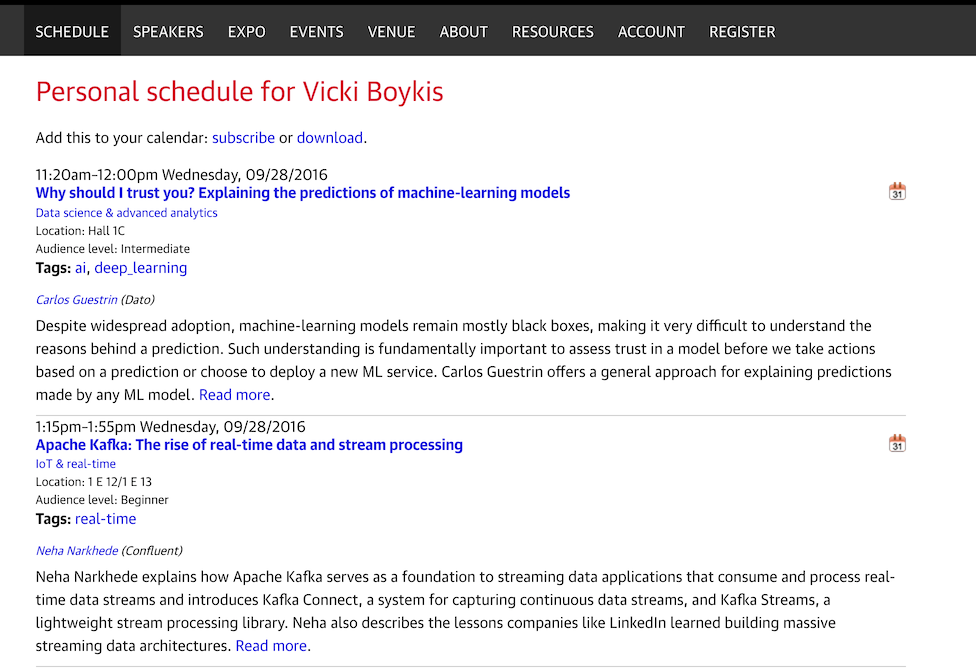 SCHEDULE SPEAKERS EXPO EVENTS VENUE ABOUT RESOURCES ACCOUNT REGISTER
Personal schedule for Vicki Boykis
Add this to your calendar: subscribe or download.
11:20am–12:00pm Wednesday, 09/28/2016
Why should I trust you? Explaining the predictions of machine-learning models
31
Data science & advanced analytics
Location: Hall 1C
Audience level: Intermediate
Tags: ai, deep_learning
Carlos Guestrin (Dato)
Despite widespread adoption, machine-learning models remain mostly black boxes, making it very difficult to understand the
reasons behind a prediction. Such understanding is fundamentally important to assess trust in a model before we take actions
based on a prediction or choose to deploy a new ML service. Carlos Guestrin offers a general approach for explaining predictions
made by any ML model. Read more.
1:15pm–1:55pm Wednesday, 09/28/2016
Apache Kafka: The rise of real-time data and stream processing
31
IoT & real-time
Location: 1 E 12/1 E 13
Audience level: Beginner
Tags: real-time
Neha Narkhede (Confluent)
Neha Narkhede explains how Apache Kafka serves as a foundation to streaming data applications that consume and process real-
time data streams and introduces Kafka Connect, a system for capturing continuous data streams, and Kafka Streams, a
lightweight stream processing library. Neha also describes the lessons companies like LinkedIn learned building massive
streaming data architectures. Read more.